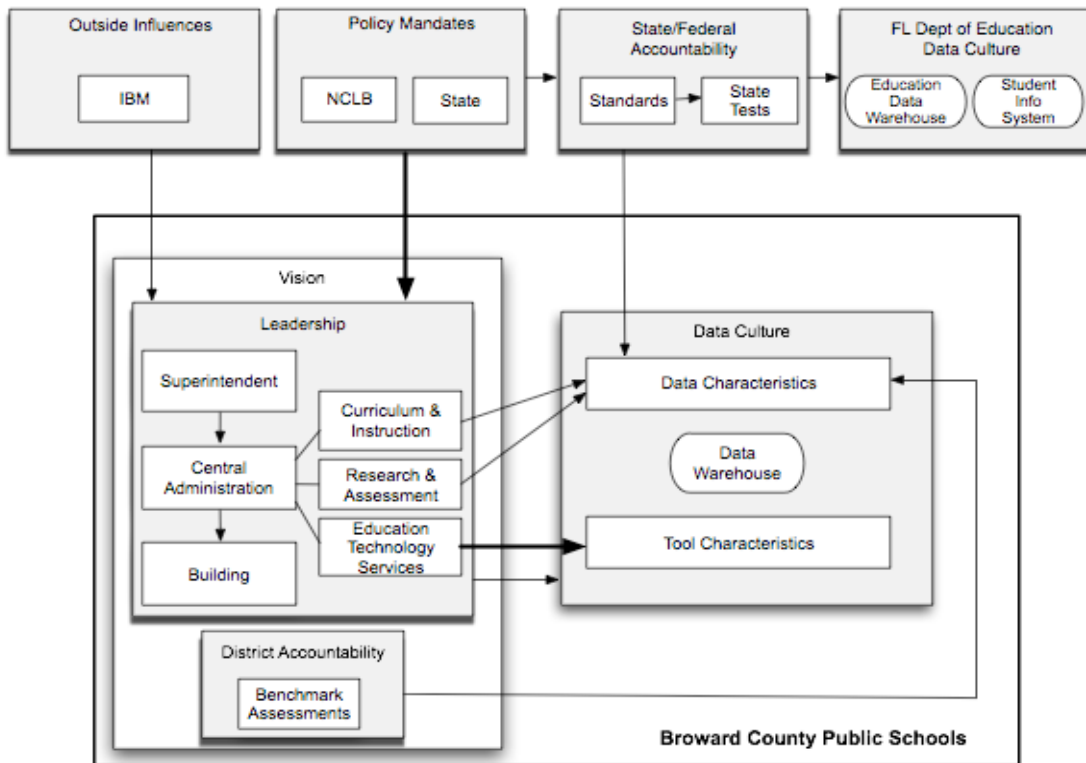 Outside Influences
IBM
Policy Mandates
NCLB
State
State/Federal
Accountability
Standards
State
Tests
FL Dept of Education
Data Culture
Education
Data
Warehouse
Student
Info
System
Vision
Leadership
Superintendent
Central
Administration
Building
Curriculum &
Instruction
Research &
Assessment
Education
Technology
Services
District Accountability
Benchmark
Assessments
Data Culture
Data Characteristics
Data
Warehouse
Tool Characteristics
Broward County Public Schools